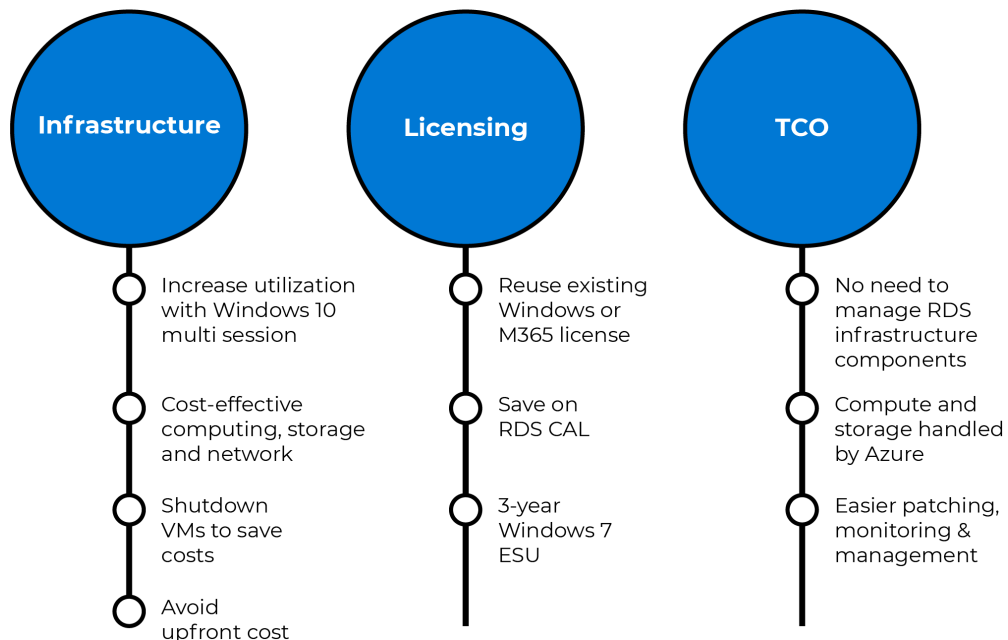 Infrastructure
Increase utilization
with Windows 10
multi session
Cost-effective
computing, storage
and network
Shutdown
VMs to save
costs
Avoid
upfront cost
Licensing
Reuse existing
Windows or
M365 license
Save on
RDS CAL
3-year
Windows 7
ESU
TCO
No need to
manage RDS
infrastructure
components
Compute and
storage handled
by Azure
Easier patching,
monitoring &
management